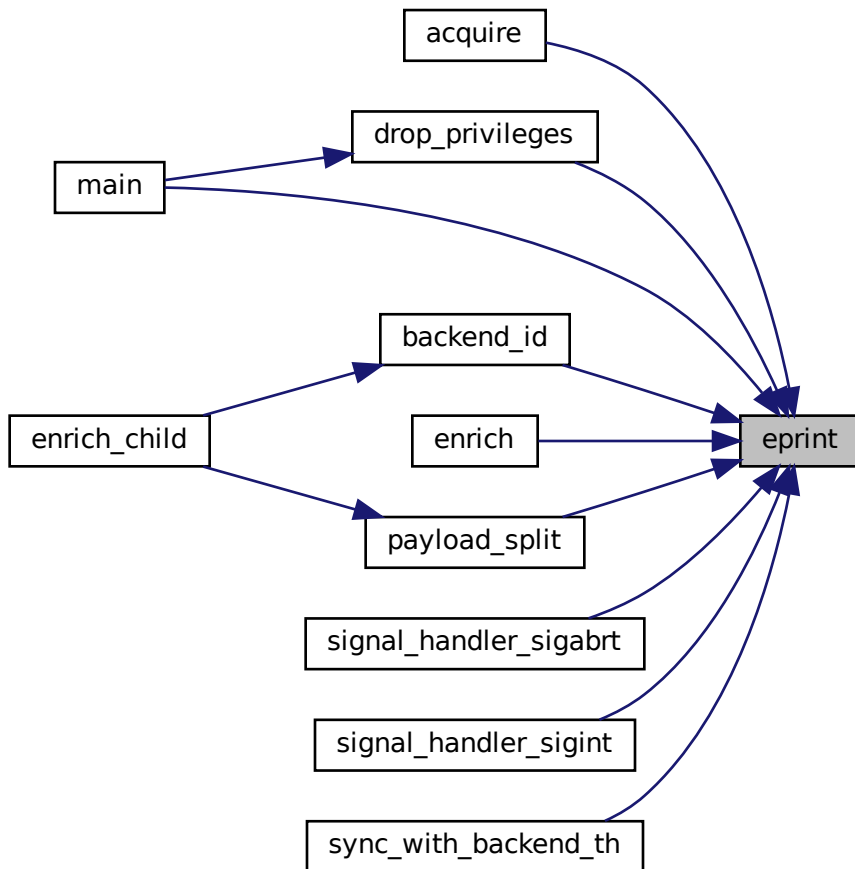 acquire
drop_privileges
main
backend_id
enrich_child
enrich
eprint
payload_split
signal_handler_sigabrt
signal_handler_sigint
sync_with_backend_th